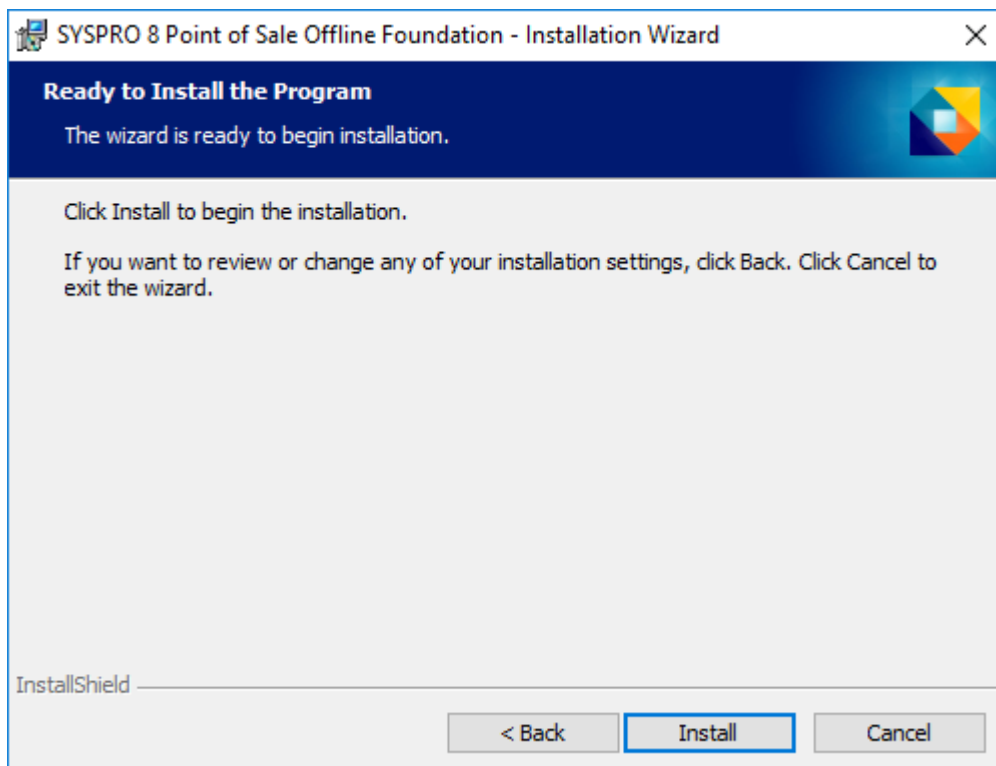 SYSPRO 8 Point of Sale Offline Foundation - Installation Wizard
Ready to Install the Program
The wizard is ready to begin installation.
Click Install to begin the installation.
If you want to review or change any of your installation settings, click Back. Click Cancel to
exit the wizard.
InstallShield
< Back
Install
Cancel